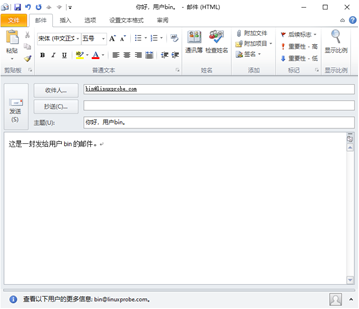 你好，用户bin。 - 邮件 (HTML)
文件 邮件 插入 选项 设置文本格式 审阅
宋体 (中文正文 五号
附加文件 后续标志
粘贴 B I U 通讯簿 检查姓名 附加项目 重要性 - 高 显示比例
签名 重要性 - 低
剪贴板 普通文本 姓名 添加 标记 显示比例
收件人... bin@linuxprobe.com
抄送(C)...
发送
(S)
主题(U): 你好，用户bin。
这是一封发给用户 bin 的邮件。
查看以下用户的更多信息: bin@linuxprobe.com。